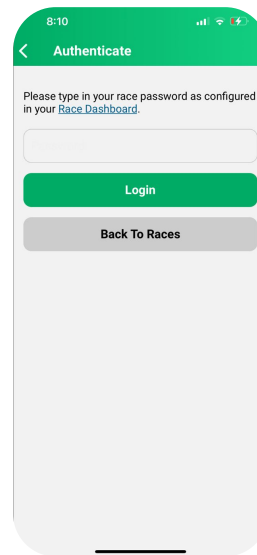 8:10
Authenticate
Please type in your race password as configured
in your Race Dashboard.
Login
Back To Races